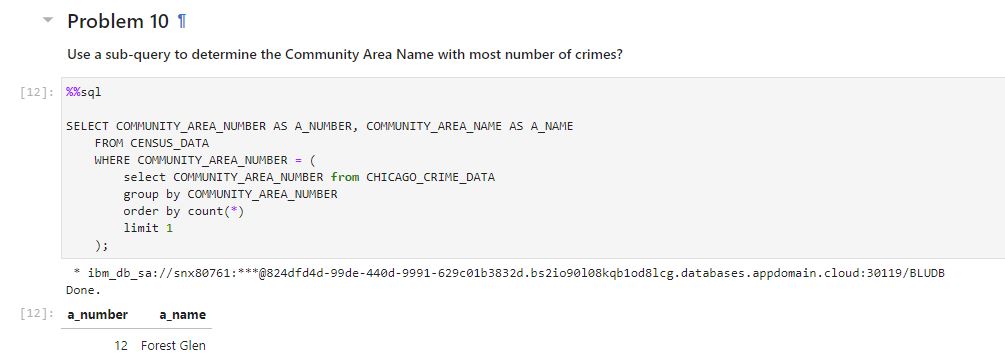 Problem 10 ¶
Use a sub-query to determine the Community Area Name with most number of crimes?
[12]: %%sql
SELECT COMMUNITY_AREA_NUMBER AS A_NUMBER, COMMUNITY_AREA_NAME AS A_NAME
FROM CENSUS_DATA
WHERE COMMUNITY_AREA_NUMBER = (
select COMMUNITY_AREA_NUMBER from CHICAGO_CRIME_DATA
group by COMMUNITY_AREA_NUMBER
order by count(*)
limit 1
);
* ibm_db_sa://snx80761:***@824dfd4d-99de-440d-9991-629c01b3832d.bs2io90l08kqb1od8lcg.databases.appdomain.cloud:30119/BLUDB
Done.
[12]: a_number a_name
12 Forest Glen